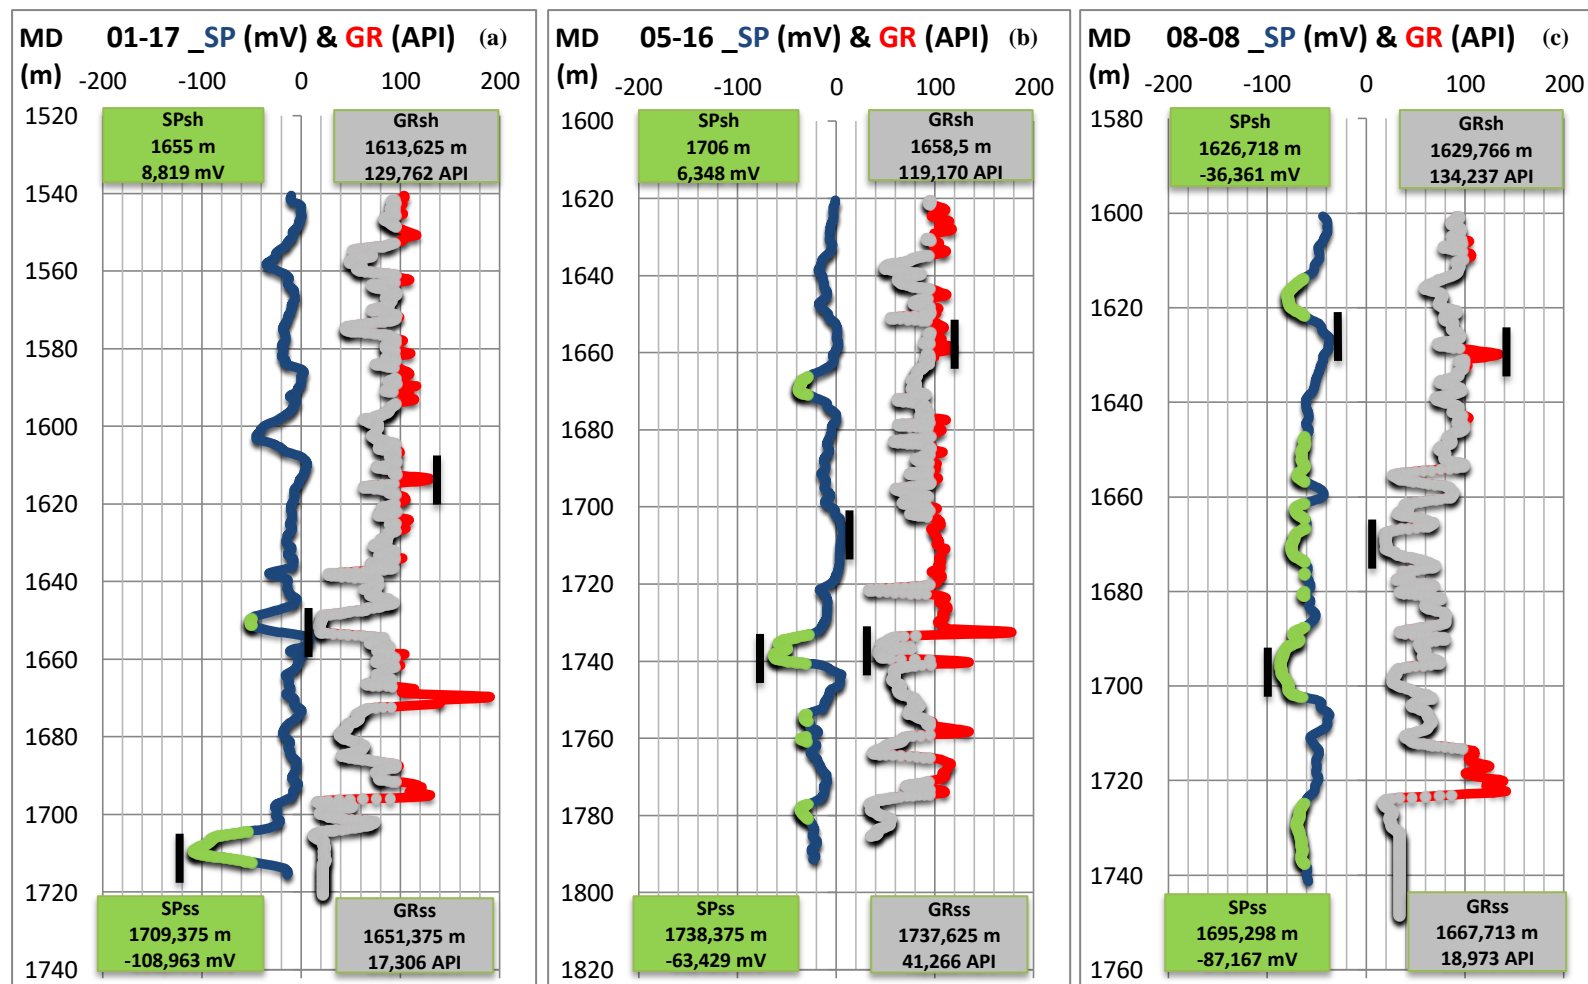 MD 01-17 _SP (mV) & GR (API) (a)
(m) -200 -100 0 100 200
SPsh
1655 m
8,819 mV
GRsh
1613,625 m
129,762 API
1520
1540
1560
1580
1600
1620
1640
1660
1680
1700
1720
1740
SPss
1709,375 m
-108,963 mV
GRss
1651,375 m
17,306 API
MD 05-16 _SP (mV) & GR (API) (b)
(m) -200 -100 0 100 200
SPsh
1706 m
6,348 mV
GRsh
1658,5 m
119,170 API
1600
1620
1640
1660
1680
1700
1720
1740
1760
1780
1800
1820
SPss
1738,375 m
-63,429 mV
GRss
1737,625 m
41,266 API
MD 08-08 _SP (mV) & GR (API) (c)
(m) -200 -100 0 100 200
SPsh
1626,718 m
-36,361 mV
GRsh
1629,766 m
134,237 API
1580
1600
1620
1640
1660
1680
1700
1720
1740
1760
SPss
1695,298 m
-87,167 mV
GRss
1667,713 m
18,973 API